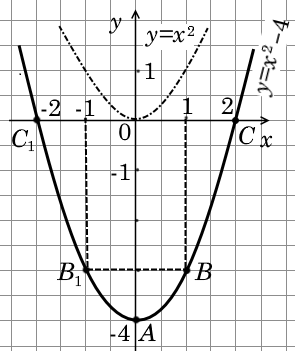 y
y=x²
y=x²-4
1
-2 -1 1 2
C₁ 0 C x
-1
B₁ B
-4 A